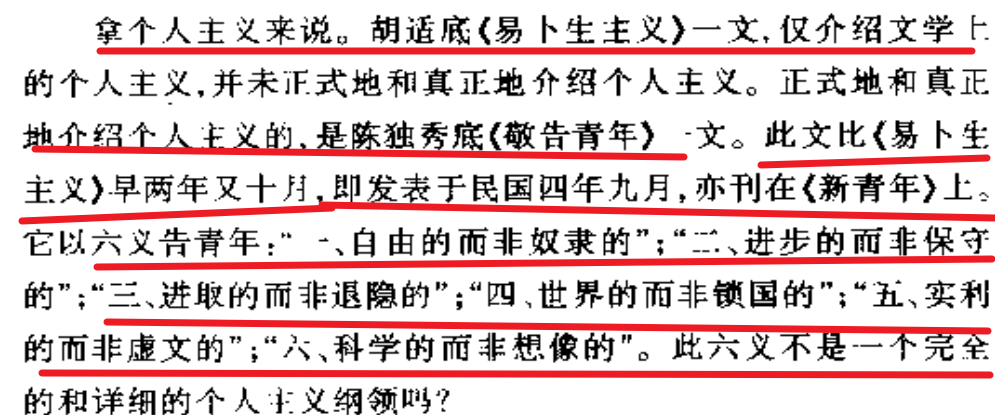 拿个人主义来说。胡适底《易卜生主义》一文,仅介绍文学上
的个人主义,并未正式地和真正地介绍个人主义。正式地和真正
地介绍个人主义的,是陈独秀底《敬告青年》一文。此文比《易卜生
主义》早两年又十月,即发表于民国四年九月,亦刊在《新青年》上。
它以六义告青年:“一、自由的而非奴隶的”;“二、进步的而非保守
的”;“三、进取的而非退隐的”;“四、世界的而非锁国的”;“五、实利
的而非虚文的”;“六、科学的而非想像的”。此六义不是一个完全
的和详细的个人主义纲领吗?